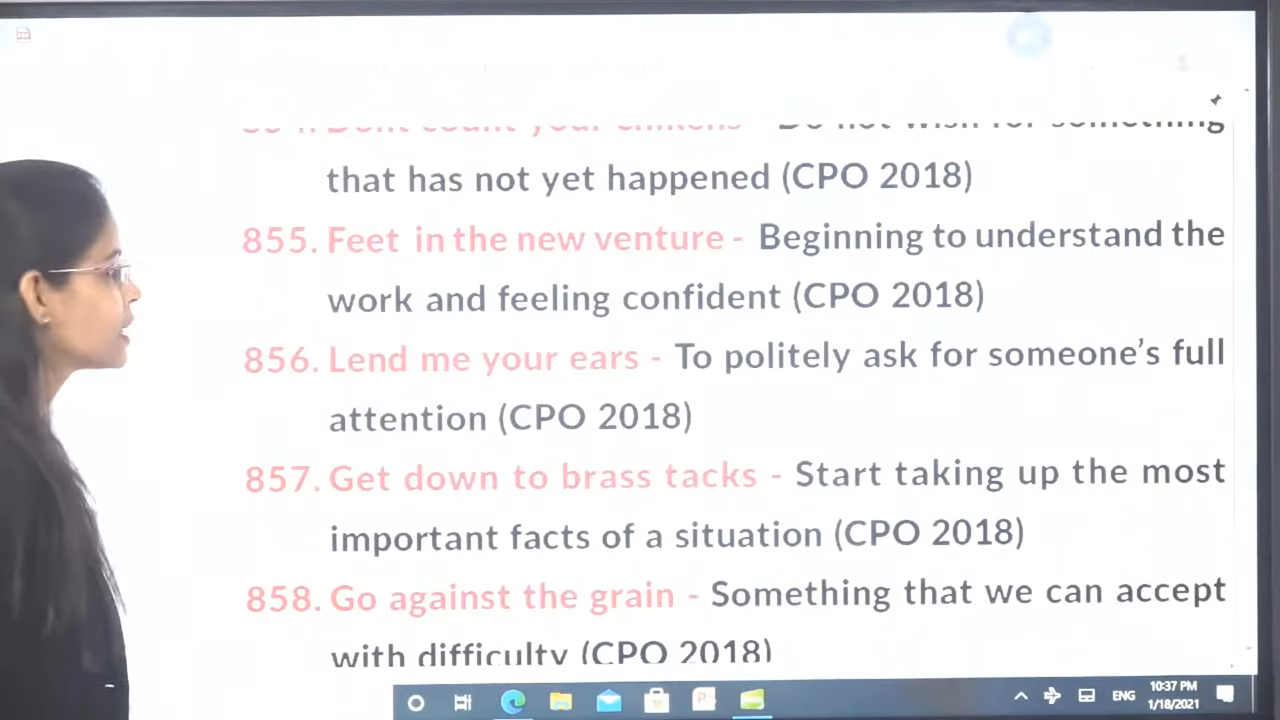 that has not yet happened (CPO 2018)
855. Feet in the new venture - Beginning to understand the
work and feeling confident (CPO 2018)
856. Lend me your ears - To politely ask for someone's full
attention (CPO 2018)
857. Get down to brass tacks - Start taking up the most
important facts of a situation (CPO 2018)
858. Go against the grain - Something that we can accept
with difficulty (CPO 2018)
ENG
10:37 PM
1/18/2021